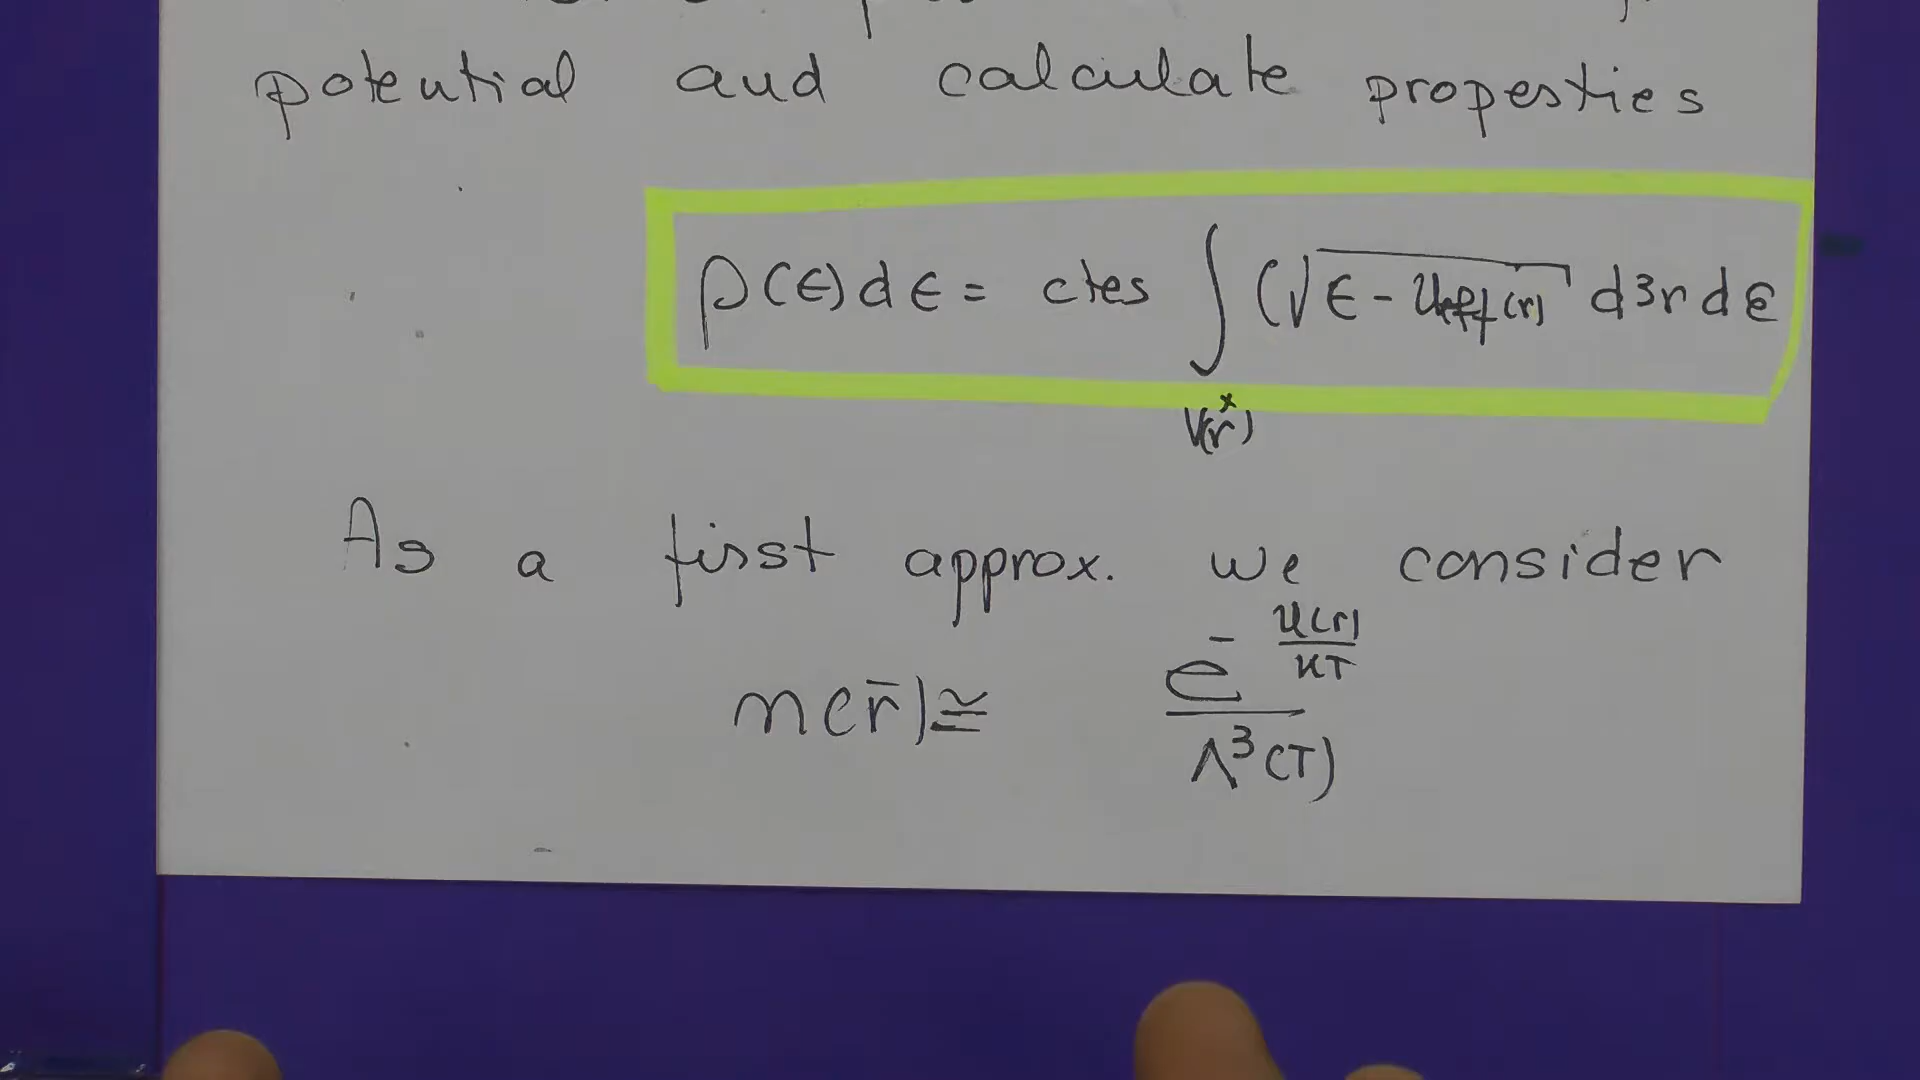 potential and calculate properties
ρ(ε)dε = ctes ∫ (√ε - Ueff(r) d3r dε
V(r*)
As a first approx. we consider
n(r̄) ≅ e^(-U(r)/KT) / Λ³(T)